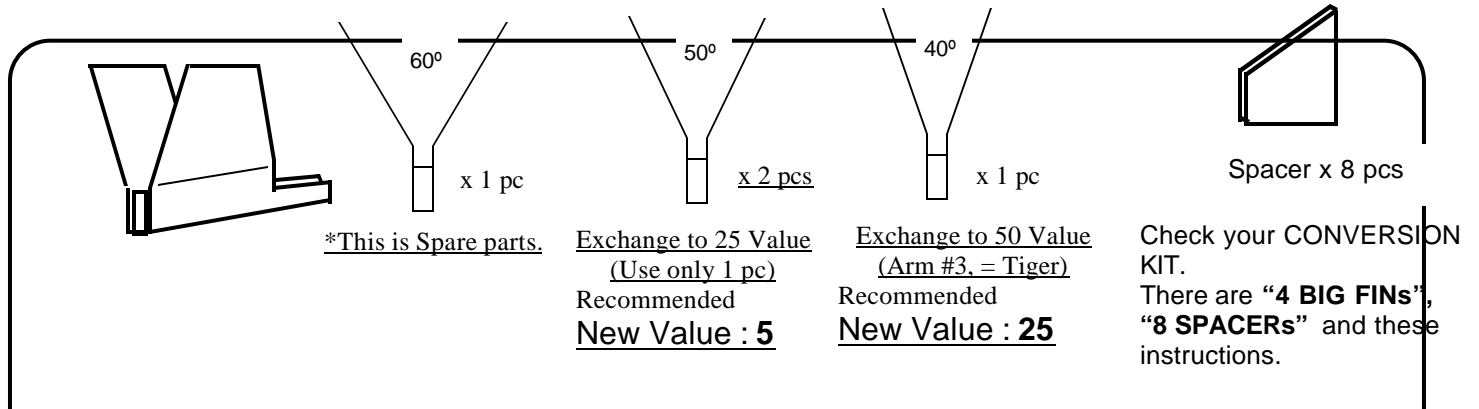 60º
x 1 pc
*This is Spare parts.
50º
x 2 pcs
Exchange to 25 Value
(Use only 1 pc)
Recommended
New Value : 5
40º
x 1 pc
Exchange to 50 Value
(Arm #3, = Tiger)
Recommended
New Value : 25
Spacer x 8 pcs
Check your CONVERSION
KIT.
There are “4 BIG FINs”,
“8 SPACERs” and these
instructions.